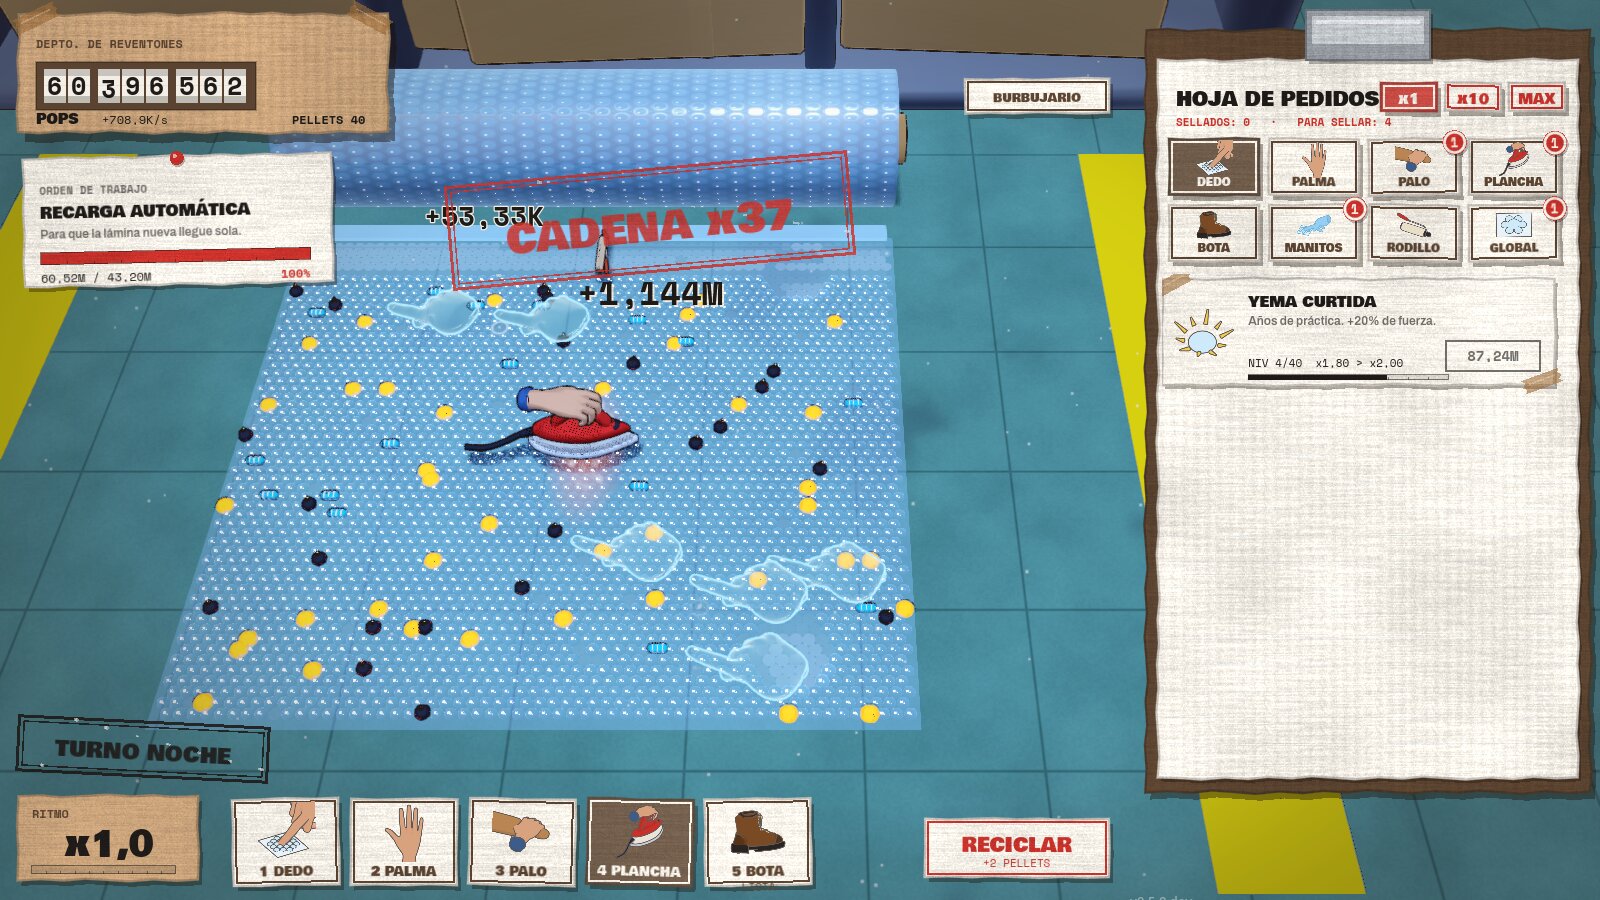 DEPTO. DE REVENTONES
60 396 562
POPS +708,9K/s PELLETS 40
ORDEN DE TRABAJO
RECARGA AUTOMÁTICA
Para que la lámina nueva llegue sola.
60,52M / 43,20M 100%
+53,33K
CADENA x37
+1,144M
BURBUJARIO
HOJA DE PEDIDOS x1 x10 MAX
SELLADOS: 0 · PARA SELLAR: 4
DEDO PALMA PALO 1 PLANCHA 1
BOTA MANITOS 1 RODILLO GLOBAL 1
YEMA CURTIDA
Años de práctica. +20% de fuerza.
NIV 4/40 x1,80 > x2,00 87,24M
TURNO NOCHE
RITMO
x1,0
1 DEDO 2 PALMA 3 PALO 4 PLANCHA 5 BOTA
RECICLAR
+2 PELLETS